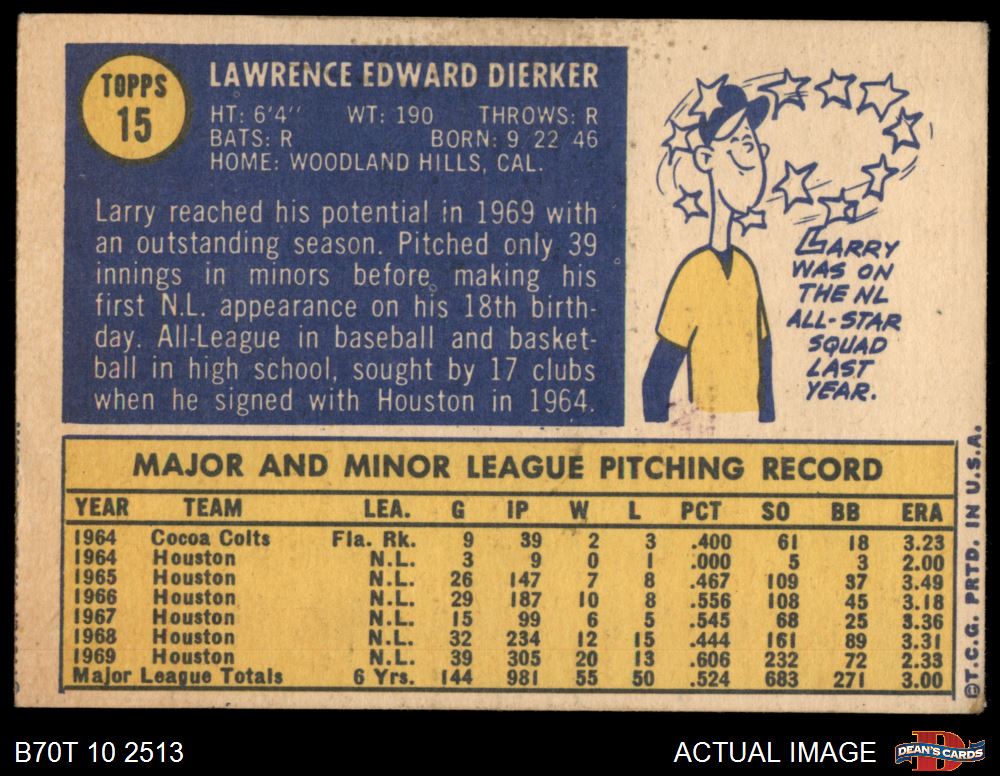 TOPPS
15
LAWRENCE EDWARD DIERKER
HT: 6'4" WT: 190 THROWS: R
BATS: R BORN: 9 22 46
HOME: WOODLAND HILLS, CAL.
Larry reached his potential in 1969 with
an outstanding season. Pitched only 39
innings in minors before making his
first N.L. appearance on his 18th birth-
day. All-League in baseball and basket-
ball in high school, sought by 17 clubs
when he signed with Houston in 1964.
LARRY
WAS ON
THE NL
ALL-STAR
SQUAD
LAST
YEAR.
MAJOR AND MINOR LEAGUE PITCHING RECORD
YEAR TEAM LEA. G IP W L PCT SO BB ERA
1964 Cocoa Colts Fla. Rk. 9 39 2 3 .400 61 18 3.23
1964 Houston N.L. 3 9 0 1 .000 5 3 2.00
1965 Houston N.L. 26 147 7 8 .467 109 37 3.49
1966 Houston N.L. 29 187 10 8 .556 108 45 3.18
1967 Houston N.L. 15 99 6 5 .545 68 25 3.36
1968 Houston N.L. 32 234 12 15 .444 161 89 3.31
1969 Houston N.L. 39 305 20 13 .606 232 72 2.33
Major League Totals 6 Yrs. 144 981 55 50 .524 683 271 3.00
©T.C.G. PRTD. IN U.S.A.
B70T 10 2513
ACTUAL IMAGE
DEAN'S CARDS